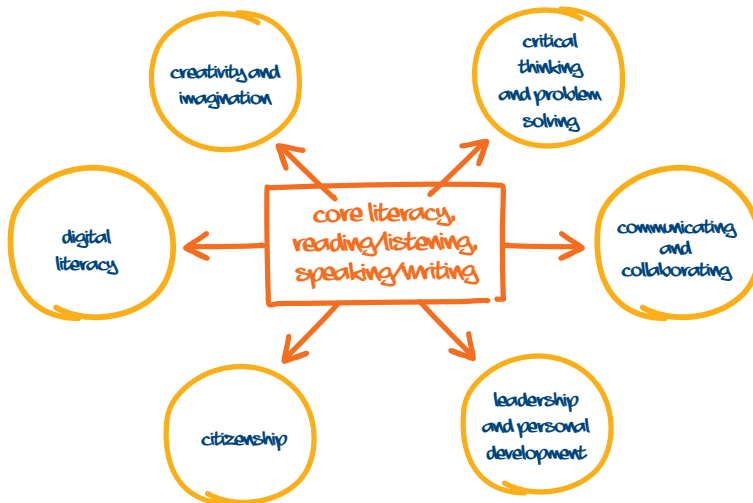 creativity and
imagination
critical
thinking
and problem
solving
core literacy,
reading/listening,
speaking/writing
digital
literacy
communicating
and
collaborating
citizenship
leadership
and personal
development